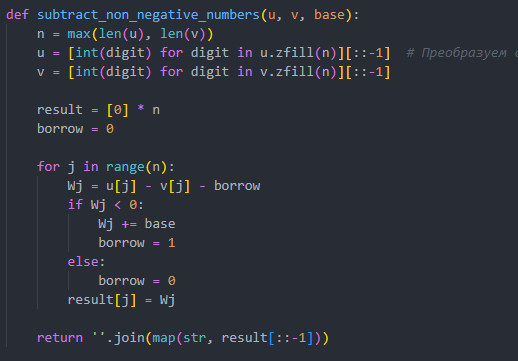 def subtract_non_negative_numbers(u, v, base):
    n = max(len(u), len(v))
    u = [int(digit) for digit in u.zfill(n)][::-1]  # Преобразуем
    v = [int(digit) for digit in v.zfill(n)][::-1]
    result = [0] * n
    borrow = 0
    for j in range(n):
        Wj = u[j] - v[j] - borrow
        if Wj < 0:
            Wj += base
            borrow = 1
        else:
            borrow = 0
        result[j] = Wj
    return ''.join(map(str, result[::-1]))